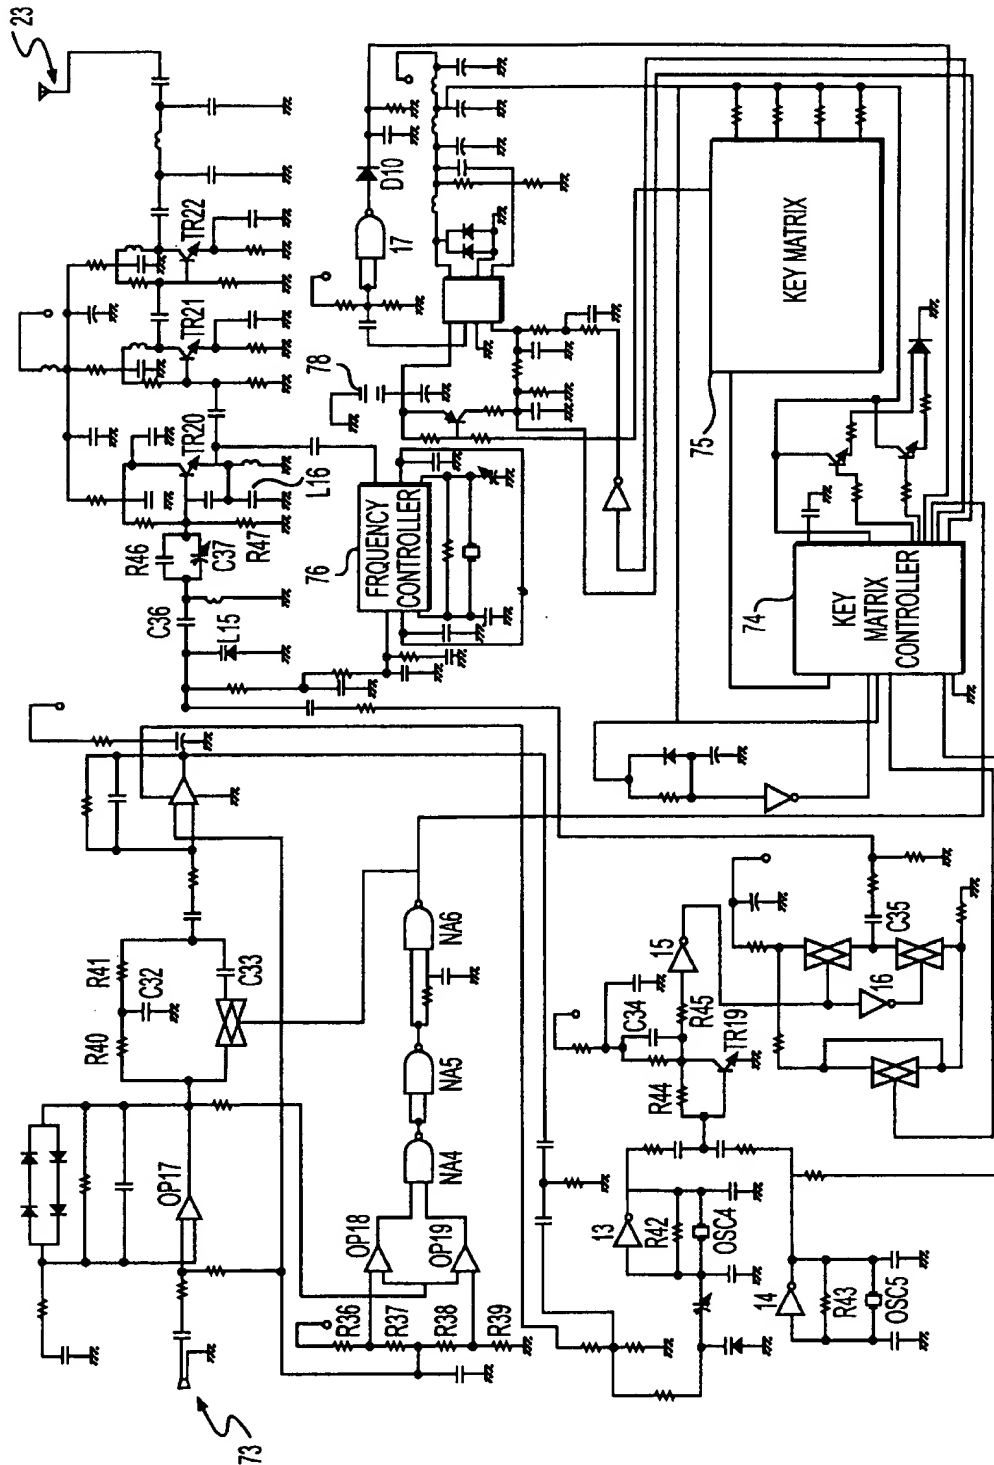 23
TR22
D10
17
TR21
78
TR20
L16
R46
C37
R47
C36
L15
76
FRQUENCY
CONTROLLER
75
KEY MATRIX
74
KEY
MATRIX
CONTROLLER
R41
C32
R40
C33
NA6
NA5
NA4
OP17
OP18
OP19
R36
R37
R38
R39
73
15
C34
R45
TR19
R44
C35
16
13
R42
OSC4
14
R43
OSC5